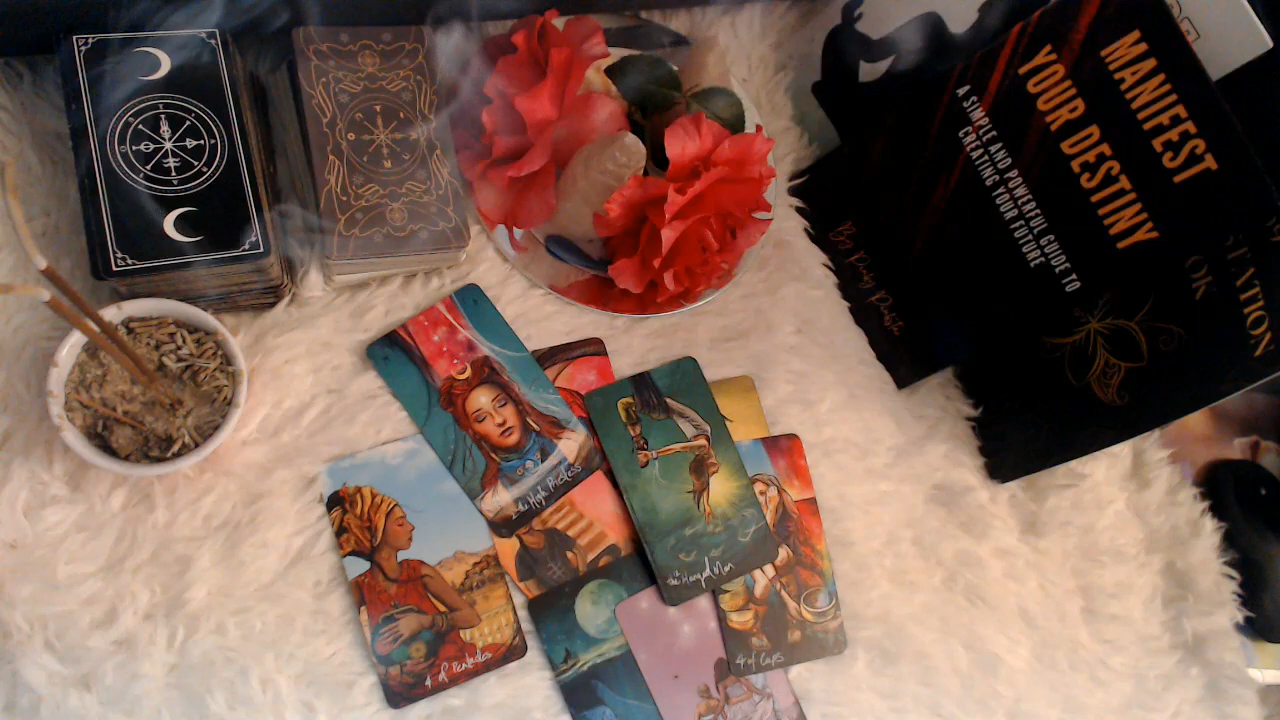 MANIFEST
YOUR DESTINY
A SIMPLE AND POWERFUL GUIDE TO
CREATING YOUR FUTURE
By
the High Priestess
the Hanged Man
4 of Pentacles
4 of Cups